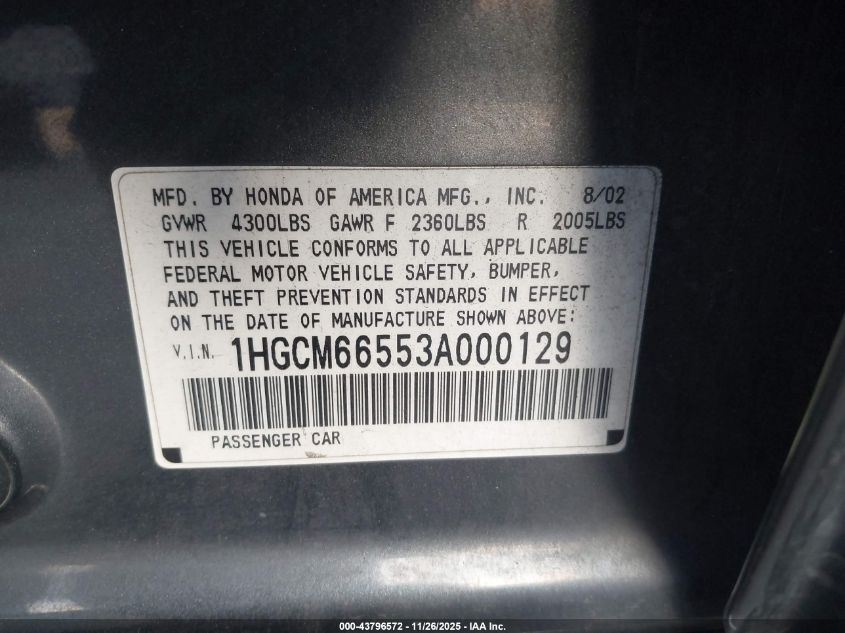 MFD. BY HONDA OF AMERICA MFG., INC. 8/02
GVWR 4300LBS GAWR F 2360LBS R 2005LBS
THIS VEHICLE CONFORMS TO ALL APPLICABLE
FEDERAL MOTOR VEHICLE SAFETY, BUMPER,
AND THEFT PREVENTION STANDARDS IN EFFECT
ON THE DATE OF MANUFACTURE SHOWN ABOVE:
V.I.N. 1HGCM66553A000129
PASSENGER CAR
000-43796572 - 11/26/2025 - IAA Inc.